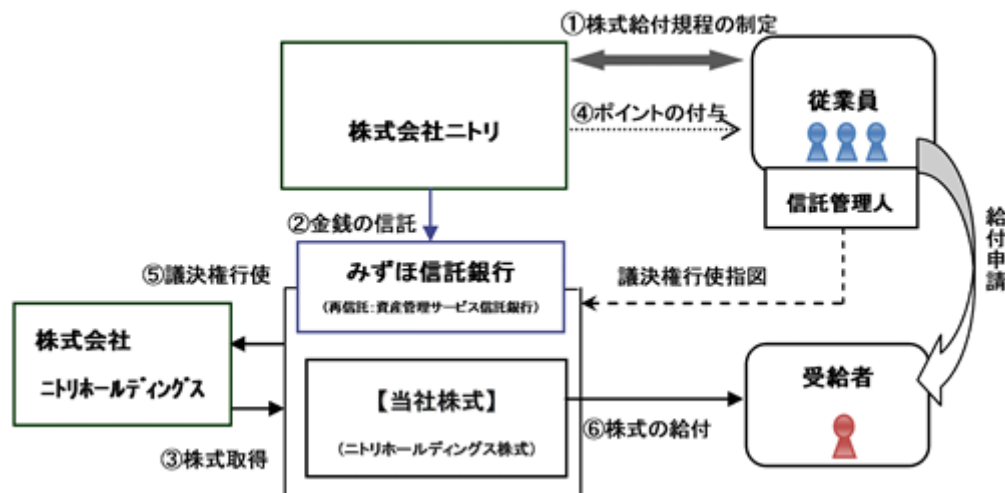 ①株式給付規程の制定
株式会社ニトリ
④ポイントの付与
従業員
信託管理人
②金銭の信託
給付申請
⑤議決権行使
みずほ信託銀行
(再信託:資産管理サービス信託銀行)
議決権行使指図
株式会社
ニトリホールディングス
【当社株式】
(ニトリホールディングス株式)
受給者
⑥株式の給付
③株式取得